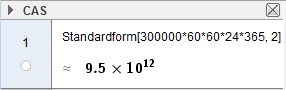 CAS
1
Standardform[300000*60*60*24*365, 2]
≈ 9.5 × 10¹²